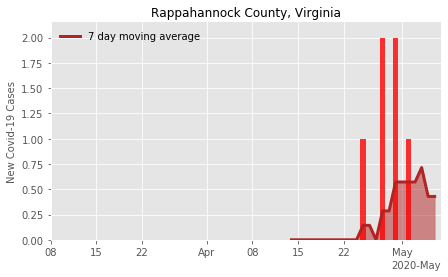 Rappahannock County, Virginia
7 day moving average
New Covid-19 Cases
2.00
1.75
1.50
1.25
1.00
0.75
0.50
0.25
0.00
08 15 22 Apr 08 15 22 May
2020-May